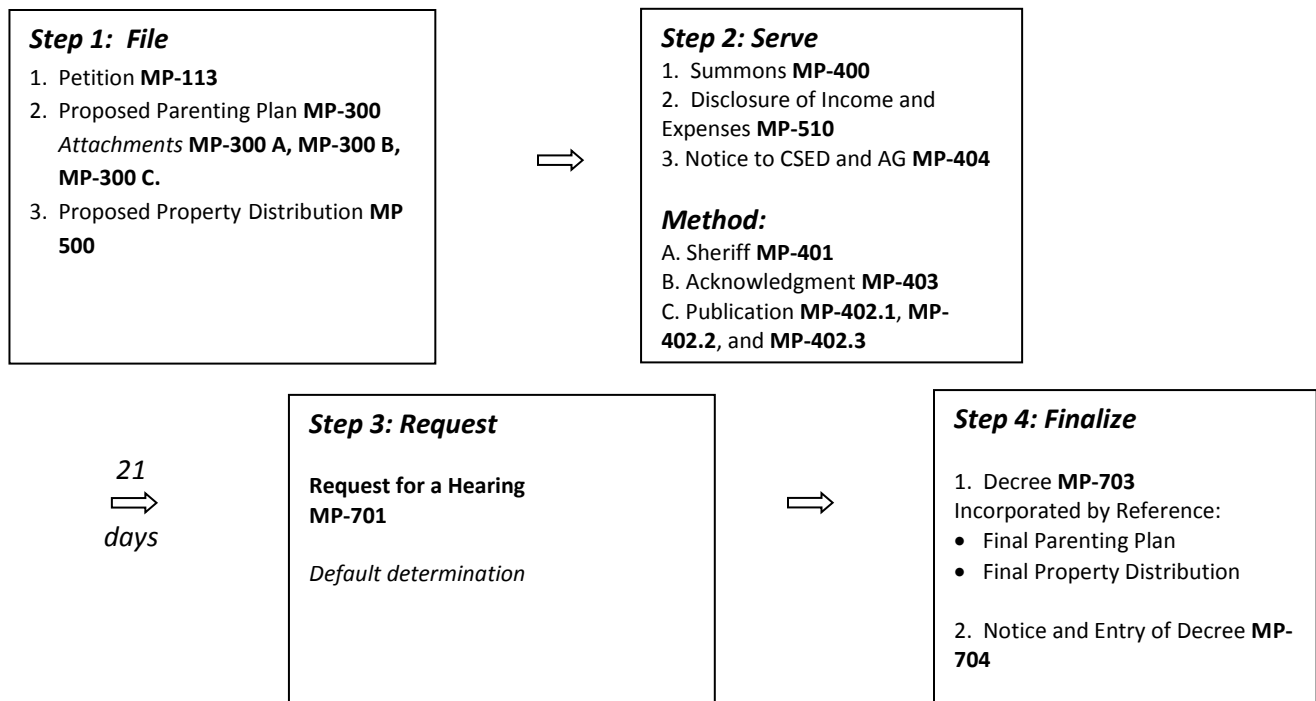 Step 1: File
1. Petition MP-113
2. Proposed Parenting Plan MP-300
Attachments MP-300 A, MP-300 B,
MP-300 C.
3. Proposed Property Distribution MP
500
Step 2: Serve
1. Summons MP-400
2. Disclosure of Income and
Expenses MP-510
3. Notice to CSED and AG MP-404
Method:
A. Sheriff MP-401
B. Acknowledgment MP-403
C. Publication MP-402.1, MP-
402.2, and MP-402.3
21
days
Step 3: Request
Request for a Hearing
MP-701
Default determination
Step 4: Finalize
1. Decree MP-703
Incorporated by Reference:
• Final Parenting Plan
• Final Property Distribution
2. Notice and Entry of Decree MP-
704